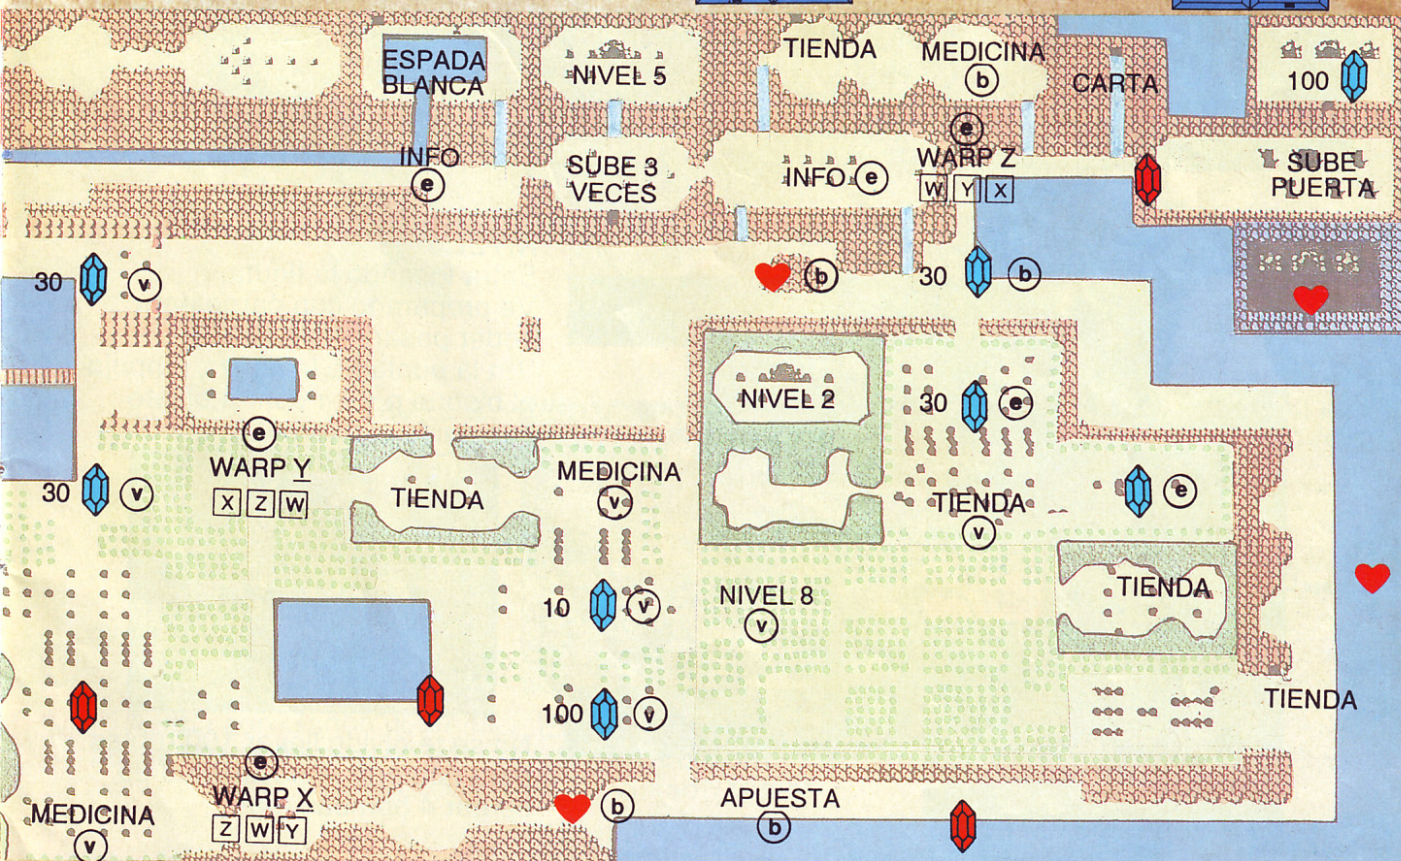 ESPADA
BLANCA
NIVEL 5
TIENDA
MEDICINA
b
CARTA
100
INFO
e
SUBE 3
VECES
INFO e
e
WARP Z
W Y X
SUBE
PUERTA
30 v
b
30 b
NIVEL 2
30 e
e
WARP Y
X Z W
30 v
TIENDA
MEDICINA
v
TIENDA
v
e
TIENDA
10 v
NIVEL 8
v
100 v
TIENDA
e
WARP X
Z W Y
MEDICINA
v
b
APUESTA
b